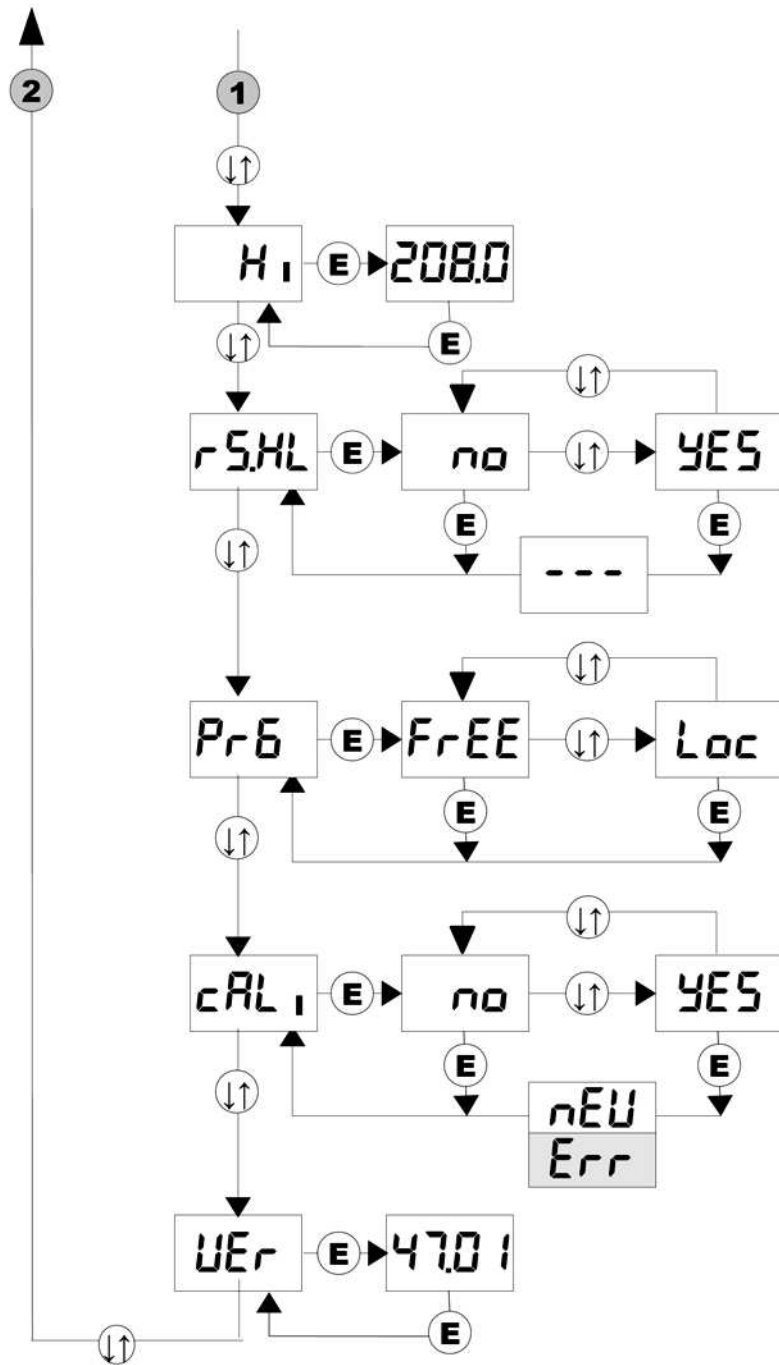 2 1
↓↑
Hi E 208.0
↓↑ E
↓↑
rS.HL E no ↓↑ YES
E E
↓↑
---
↓↑
Pr6 E FrEE ↓↑ Loc
E E
↓↑
↓↑
cALi E no ↓↑ YES
E E
↓↑
nEU
Err
UEr E 47.01
E
↓↑